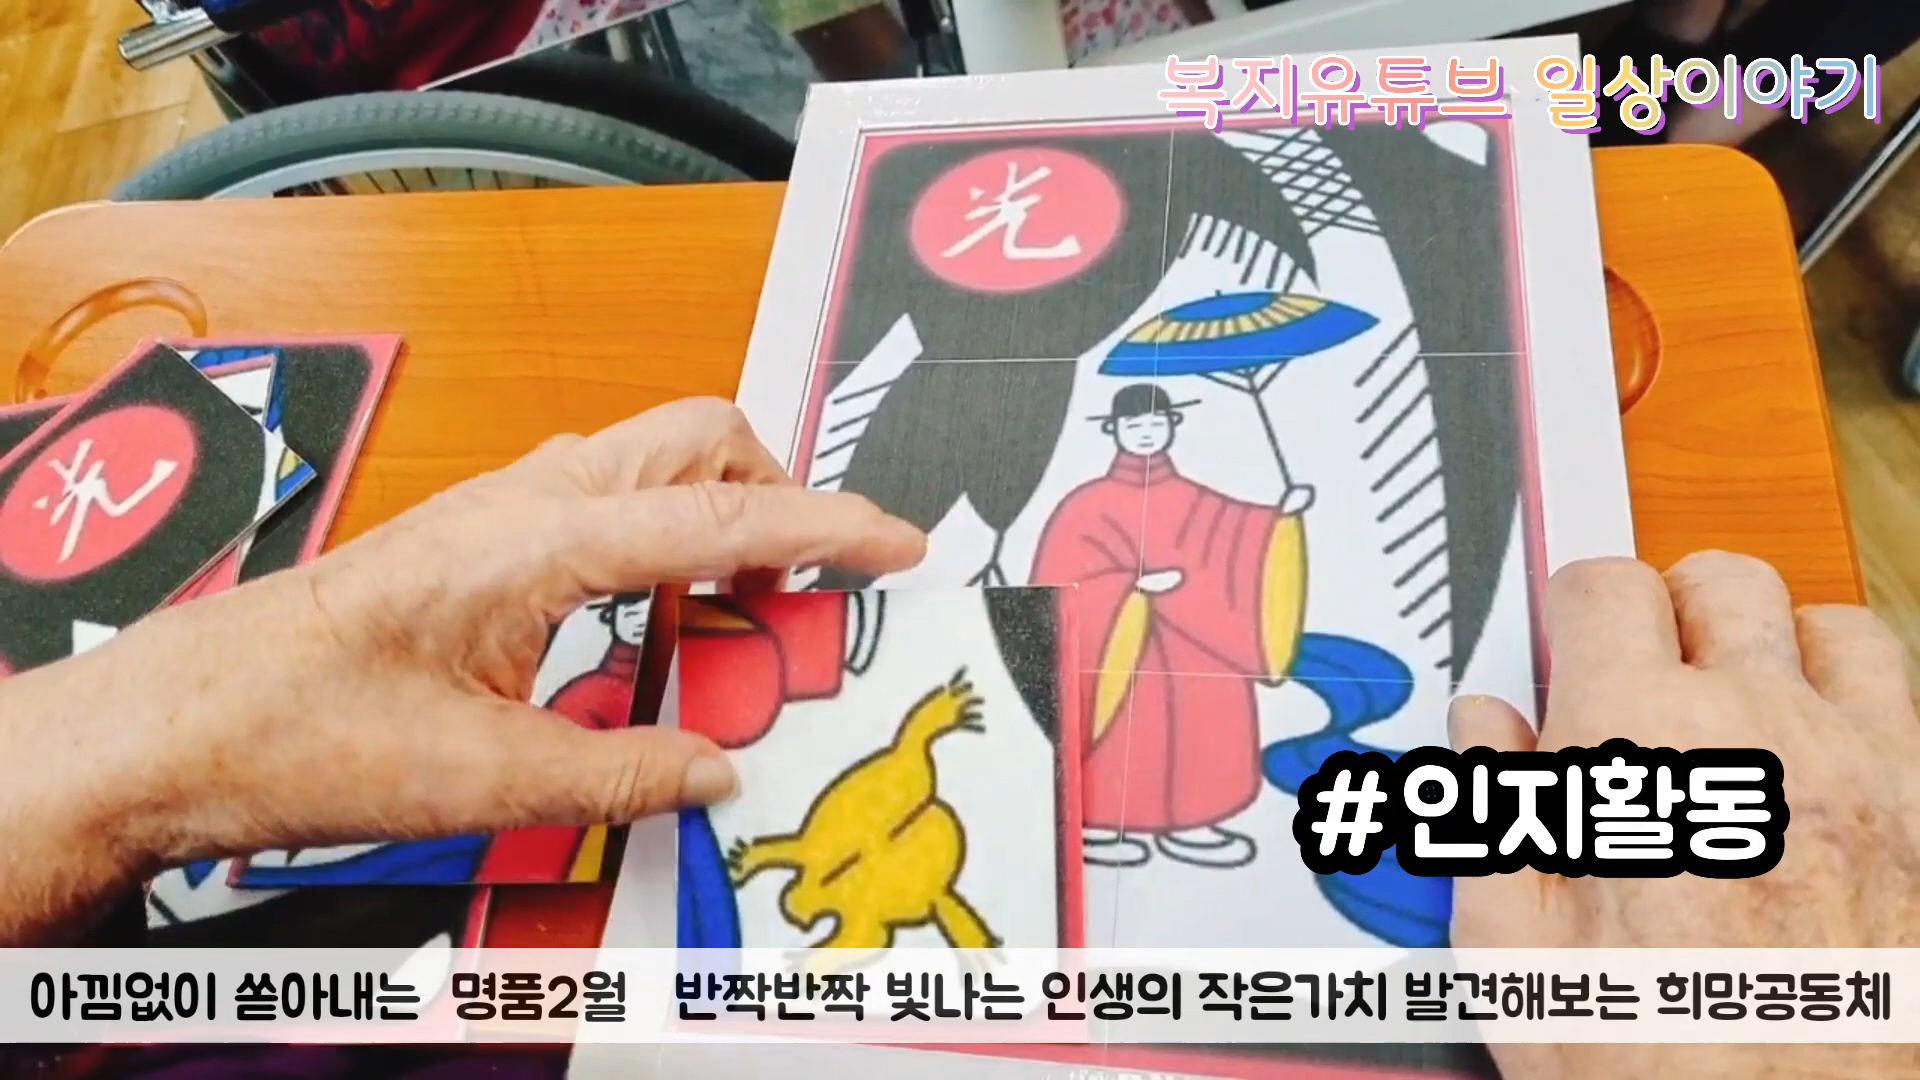 복지유튜브 일상이야기
光
光
#인지활동
아낌없이 쏟아내는 명품2월 반짝반짝 빛나는 인생의 작은가치 발견해보는 희망공동체